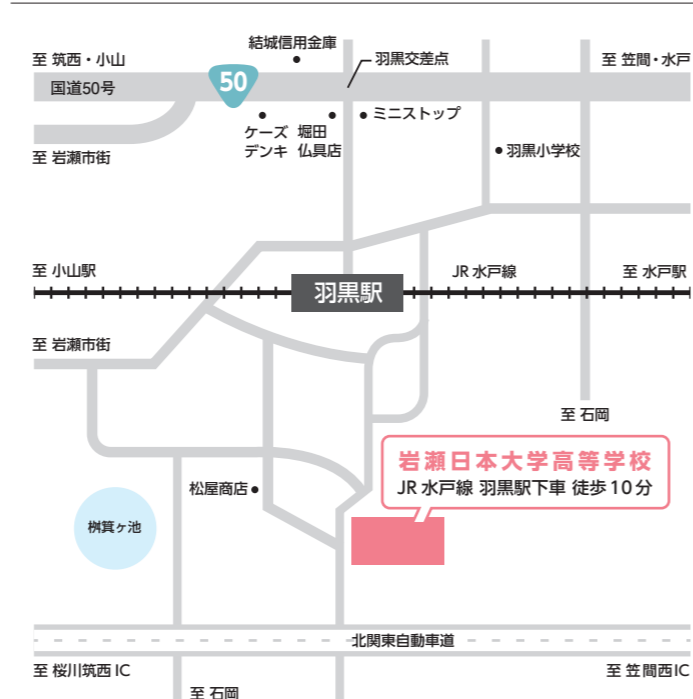 結城信用金庫
至 筑西・小山
羽黒交差点
至 笠間・水戸
国道50号
50
ケーズ
デンキ
堀田
仏具店
ミニストップ
至 岩瀬市街
羽黒小学校
至 小山駅
JR 水戸線
至 水戸駅
羽黒駅
至 岩瀬市街
至 石岡
岩瀬日本大学高等学校
JR 水戸線 羽黒駅下車 徒歩10分
松屋商店
桝箕ヶ池
北関東自動車道
至 桜川筑西IC
至 笠間西IC
至 石岡